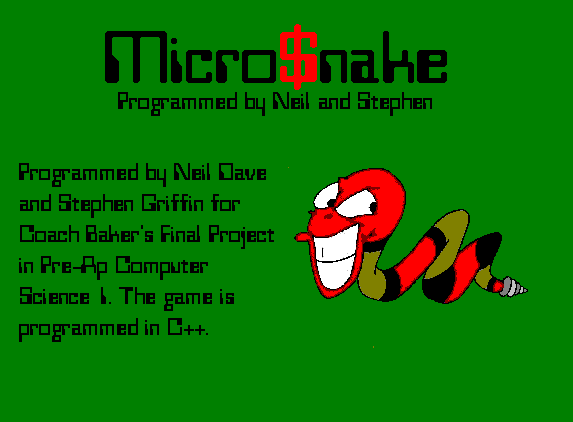 Micro$nake
Programmed by Neil and Stephen
Programmed by Neil Dave
and Stephen Griffin for
Coach Baker's Final Project
in Pre-Ap Computer
Science 1. The game is
programmed in C++.